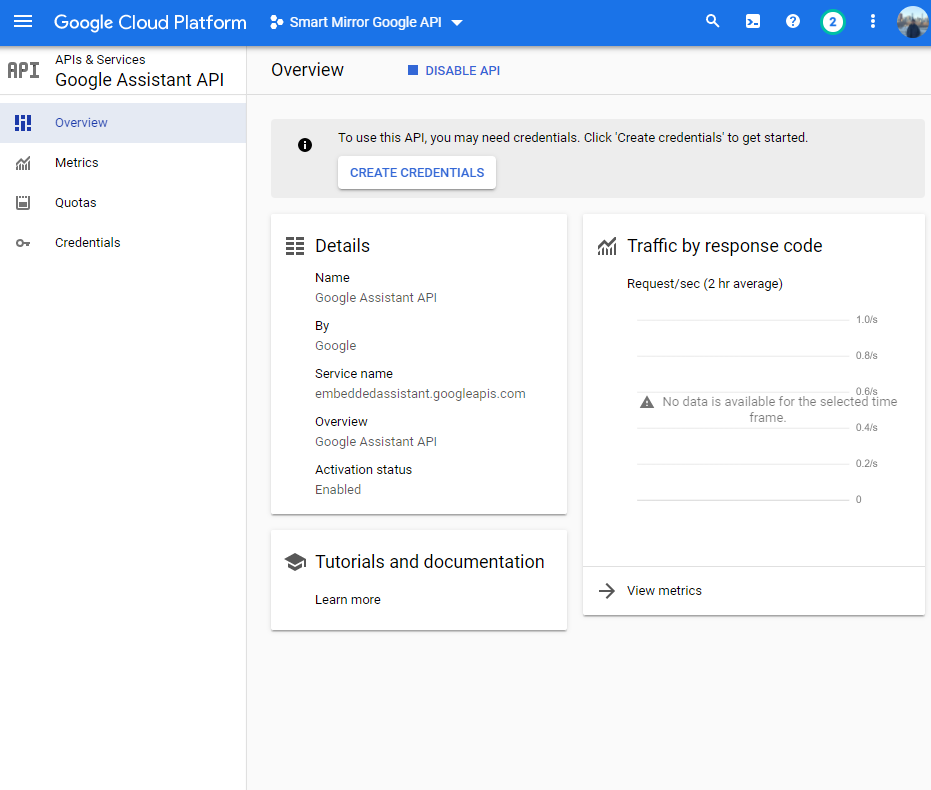 Google Cloud Platform
Smart Mirror Google API
2
API
APIs & Services
Google Assistant API
Overview
DISABLE API
Overview
Metrics
Quotas
Credentials
To use this API, you may need credentials. Click 'Create credentials' to get started.
CREATE CREDENTIALS
Details
Name
Google Assistant API
By
Google
Service name
embeddedassistant.googleapis.com
Overview
Google Assistant API
Activation status
Enabled
Tutorials and documentation
Learn more
Traffic by response code
Request/sec (2 hr average)
1.0/s
0.8/s
0.6/s
No data is available for the selected time
frame.
0.4/s
0.2/s
0
View metrics